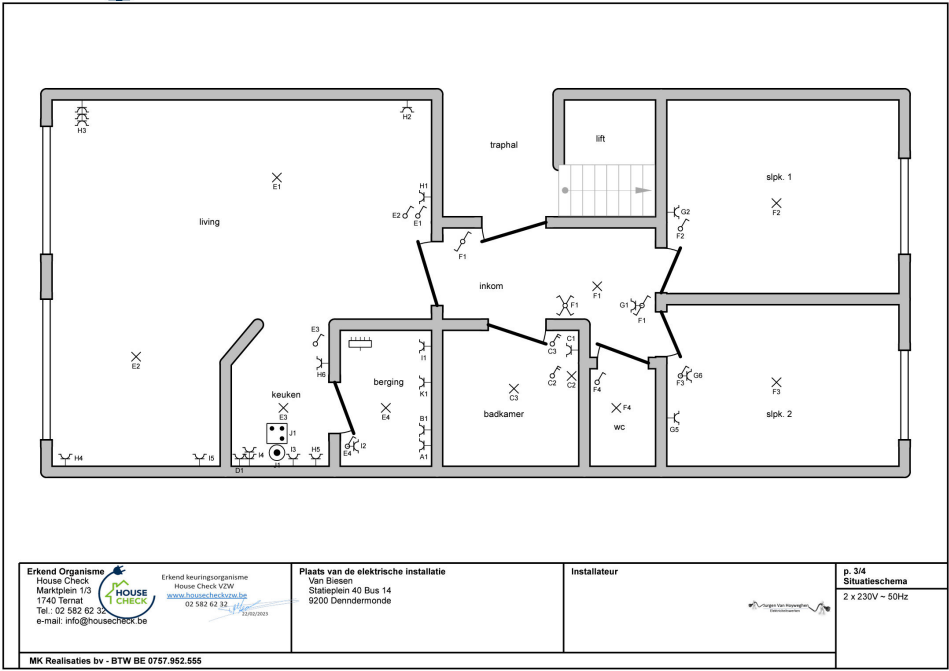 H3
H2
traphal
lift
slpk. 1
E1
H1
F2
living
E2
E1
G2
F2
F1
inkom
F1
F1
G1
F1
E3
C3
C1
I1
H6
E2
berging
K1
C2
C2
F3
G6
F3
keuken
C3
F4
E3
E4
badkamer
F4
slpk. 2
J1
B1
wc
G5
I2
E4
H4
I5
I4
D1
J1
I3
H5
A1
Erkend Organisme
House Check
Marktplein 1/3
1740 Ternat
Tel.: 02 582 62 32
e-mail: info@housecheck.be
HOUSE
CHECK
Erkend keuringsorganisme
House Check VZW
www.housecheckvzw.be
02 582 62 32
22/02/2023
Plaats van de elektrische installatie
Van Biesen
Statieplein 40 Bus 14
9200 Denndermonde
Installateur
Jurgen Van Hoyweghen
Elektriciteitswerken
p. 3/4
Situatieschema
2 x 230V ~ 50Hz
MK Realisaties bv - BTW BE 0757.952.555